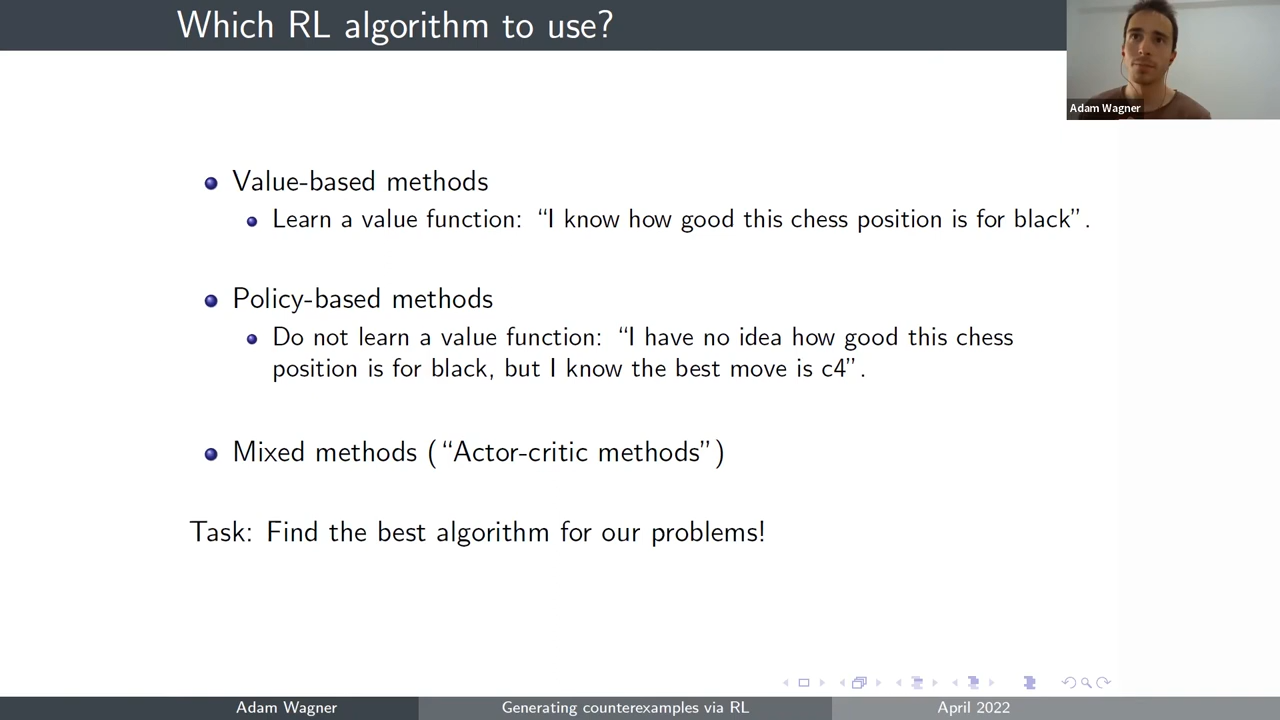 Which RL algorithm to use?
Adam Wagner
Value-based methods
Learn a value function: “I know how good this chess position is for black”.
Policy-based methods
Do not learn a value function: “I have no idea how good this chess
position is for black, but I know the best move is c4”.
Mixed methods (“Actor-critic methods”)
Task: Find the best algorithm for our problems!
Adam Wagner
Generating counterexamples via RL
April 2022